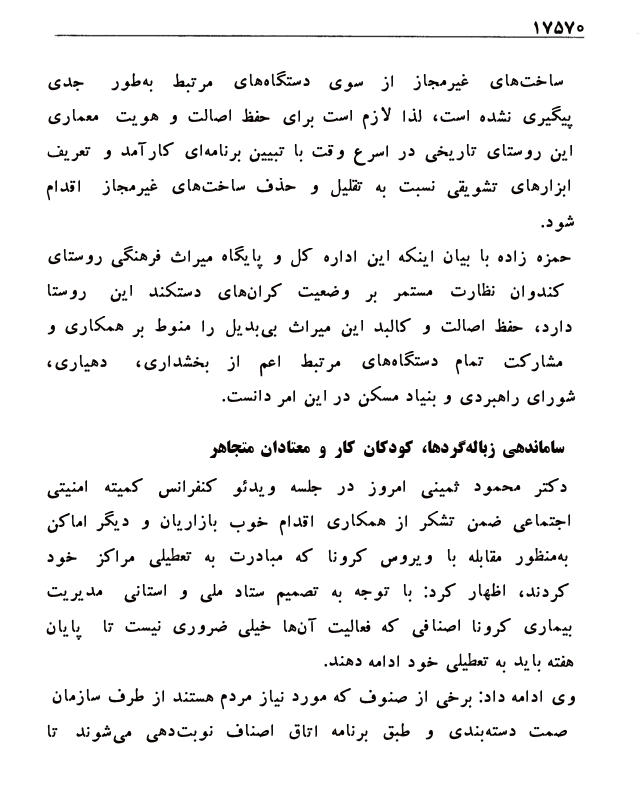 ۱۷۵۷۰
ساخت‌های غیرمجاز از سوی دستگاه‌های مرتبط به‌طور جدی
پیگیری نشده است، لذا لازم است برای حفظ اصالت و هویت معماری
این روستای تاریخی در اسرع وقت با تبیین برنامه‌ای کارآمد و تعریف
ابزارهای تشویقی نسبت به تقلیل و حذف ساخت‌های غیرمجاز اقدام
شود.
حمزه زاده با بیان اینکه این اداره کل و پایگاه میراث فرهنگی روستای
کندوان نظارت مستمر بر وضعیت کران‌های دستکند این روستا
دارد، حفظ اصالت و کالبد این میراث بی‌بدیل را منوط بر همکاری و
مشارکت تمام دستگاه‌های مرتبط اعم از بخشداری، دهیاری،
شورای راهبردی و بنیاد مسکن در این امر دانست.
ساماندهی زباله‌گردها، کودکان کار و معتادان متجاهر
دکتر محمود ثمینی امروز در جلسه ویدئو کنفرانس کمیته امنیتی
اجتماعی ضمن تشکر از همکاری اقدام خوب بازاریان و دیگر اماکن
به‌منظور مقابله با ویروس کرونا که مبادرت به تعطیلی مراکز خود
کردند، اظهار کرد: با توجه به تصمیم ستاد ملی و استانی مدیریت
بیماری کرونا اصنافی که فعالیت آن‌ها خیلی ضروری نیست تا پایان
هفته باید به تعطیلی خود ادامه دهند.
وی ادامه داد: برخی از صنوف که مورد نیاز مردم هستند از طرف سازمان
صمت دسته‌بندی و طبق برنامه اتاق اصناف نوبت‌دهی می‌شوند تا